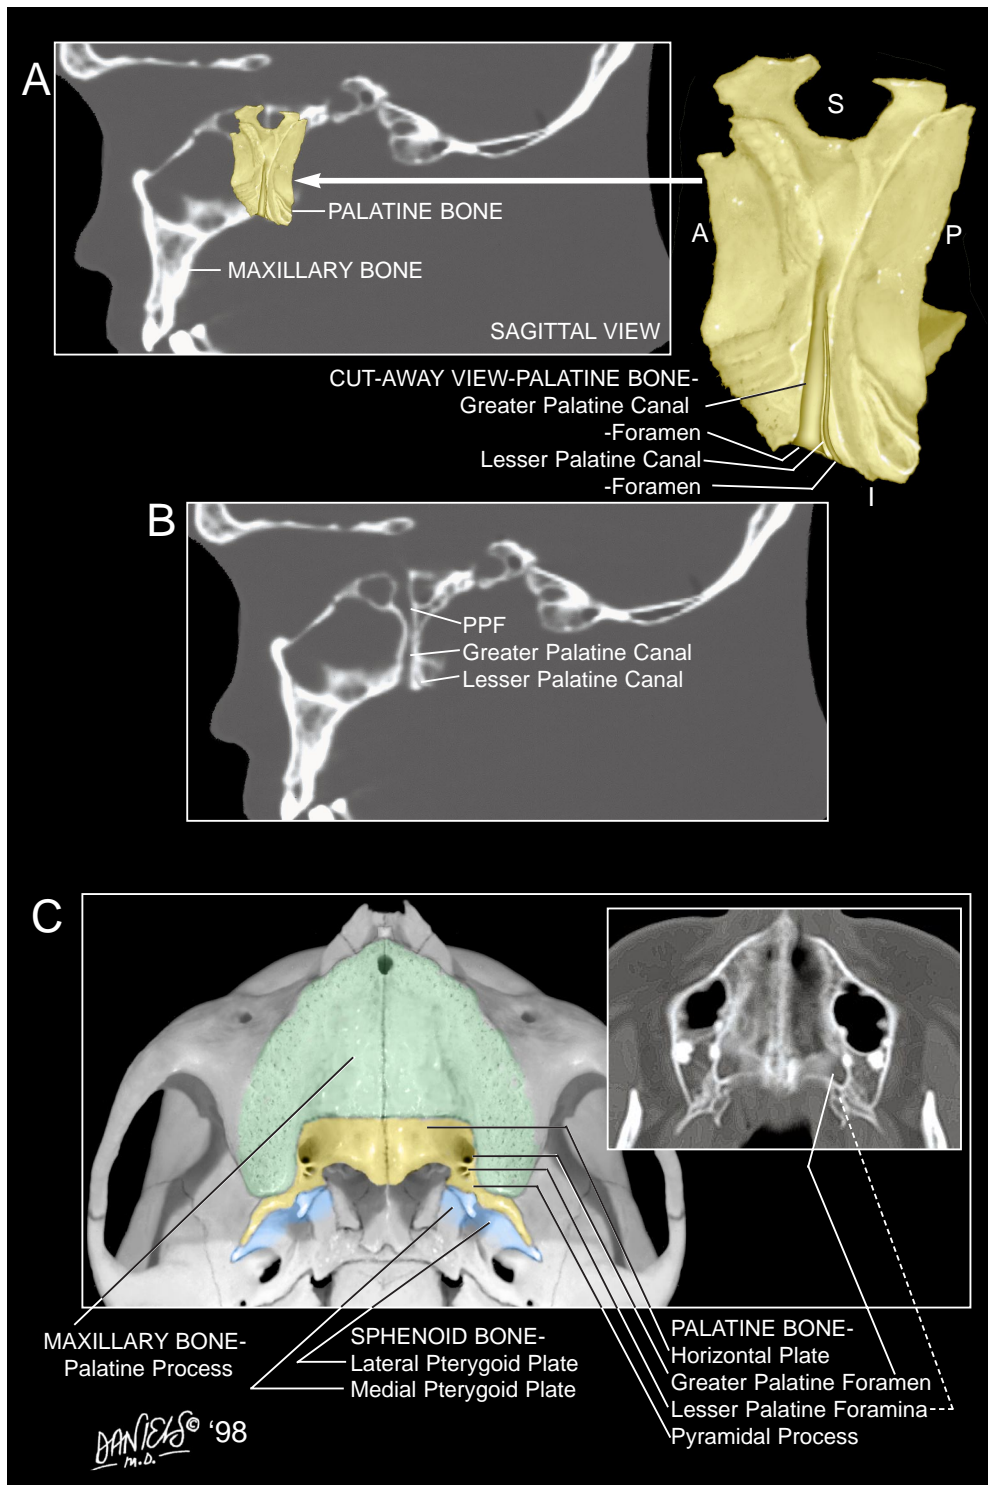 A
PALATINE BONE
MAXILLARY BONE
SAGITTAL VIEW
S
A
P
I
CUT-AWAY VIEW-PALATINE BONE-
Greater Palatine Canal
-Foramen
Lesser Palatine Canal
-Foramen
B
PPF
Greater Palatine Canal
Lesser Palatine Canal
C
MAXILLARY BONE-
Palatine Process
SPHENOID BONE-
Lateral Pterygoid Plate
Medial Pterygoid Plate
PALATINE BONE-
Horizontal Plate
Greater Palatine Foramen
Lesser Palatine Foramina
Pyramidal Process
DANIELS© '98
M.D.